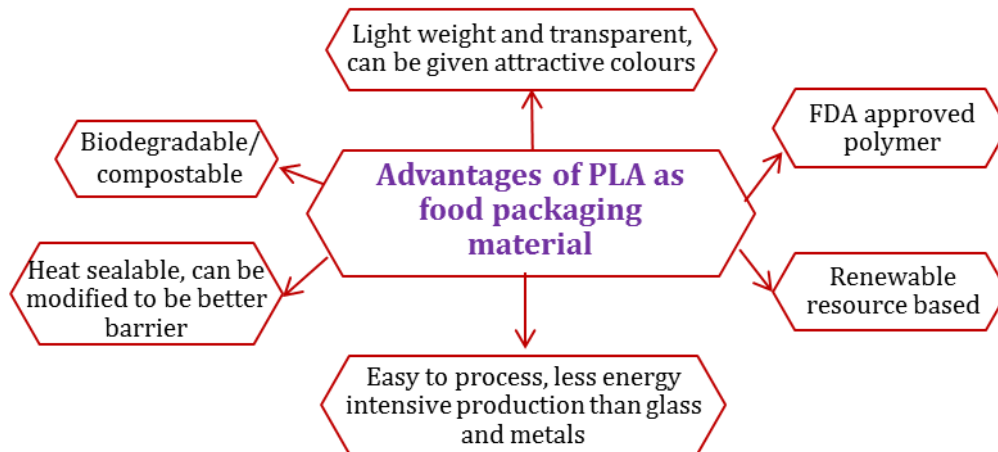 Light weight and transparent,
can be given attractive colours
FDA approved
polymer
Biodegradable/
compostable
Advantages of PLA as
food packaging
material
Heat sealable, can be
modified to be better
barrier
Renewable
resource based
Easy to process, less energy
intensive production than glass
and metals